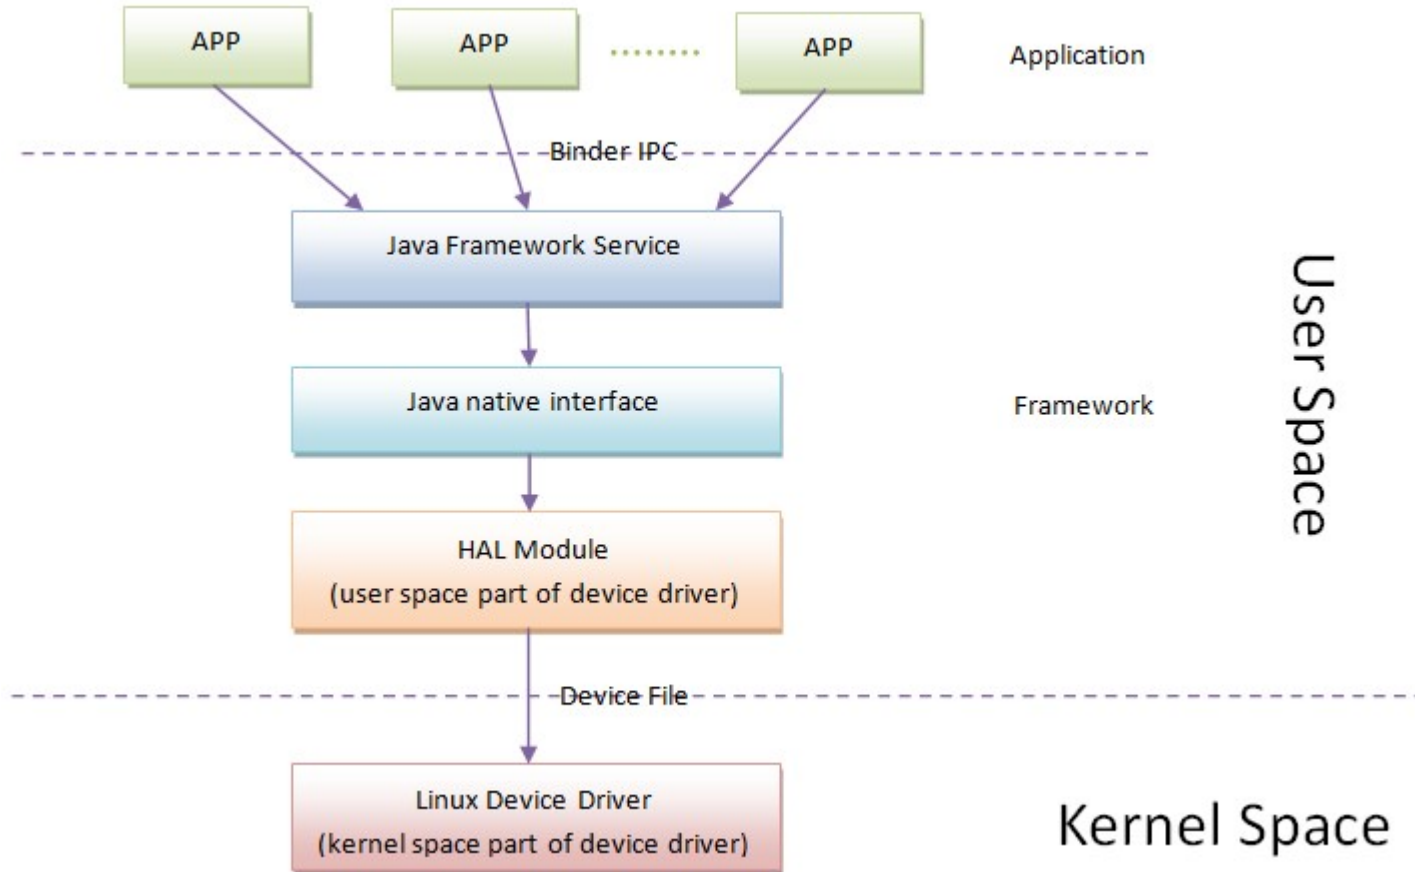 APP
APP
APP
Application
Binder IPC
Java Framework Service
Java native interface
Framework
User Space
HAL Module
(user space part of device driver)
Device File
Linux Device Driver
(kernel space part of device driver)
Kernel Space